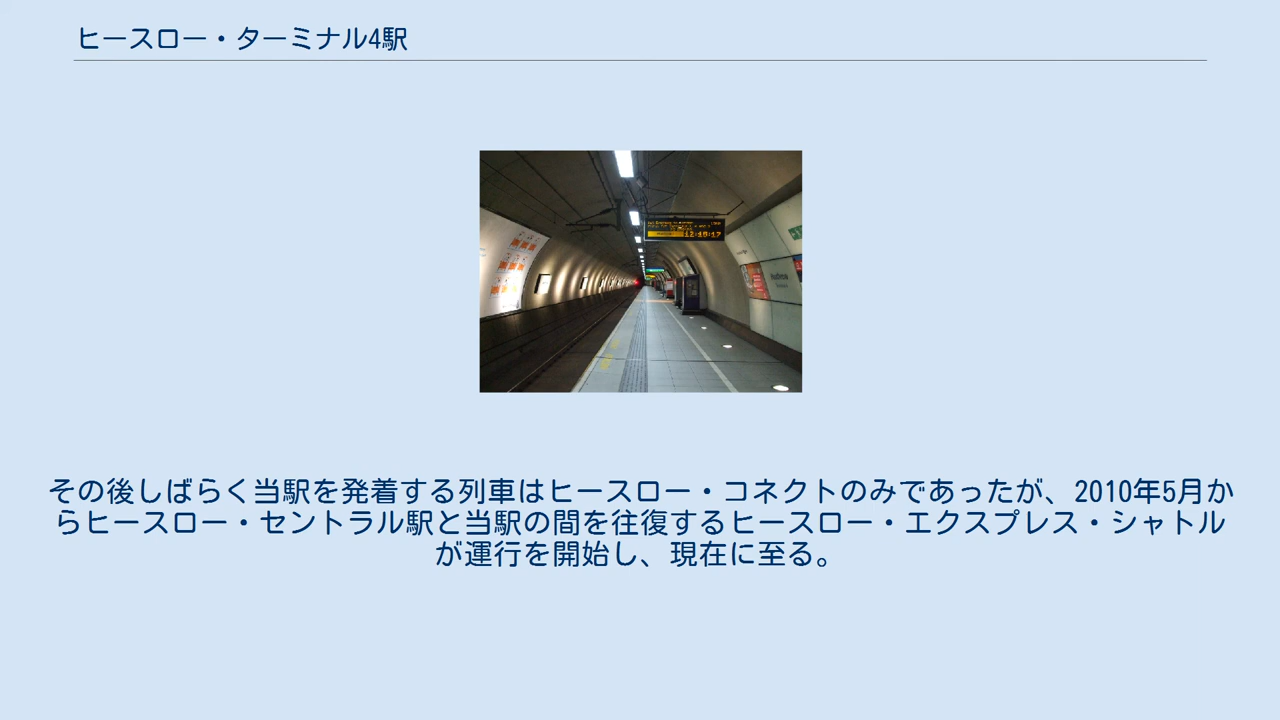 ヒースロー・ターミナル4駅
12:19:17
その後しばらく当駅を発着する列車はヒースロー・コネクトのみであったが、2010年5月か
らヒースロー・セントラル駅と当駅の間を往復するヒースロー・エクスプレス・シャトル
が運行を開始し、現在に至る。